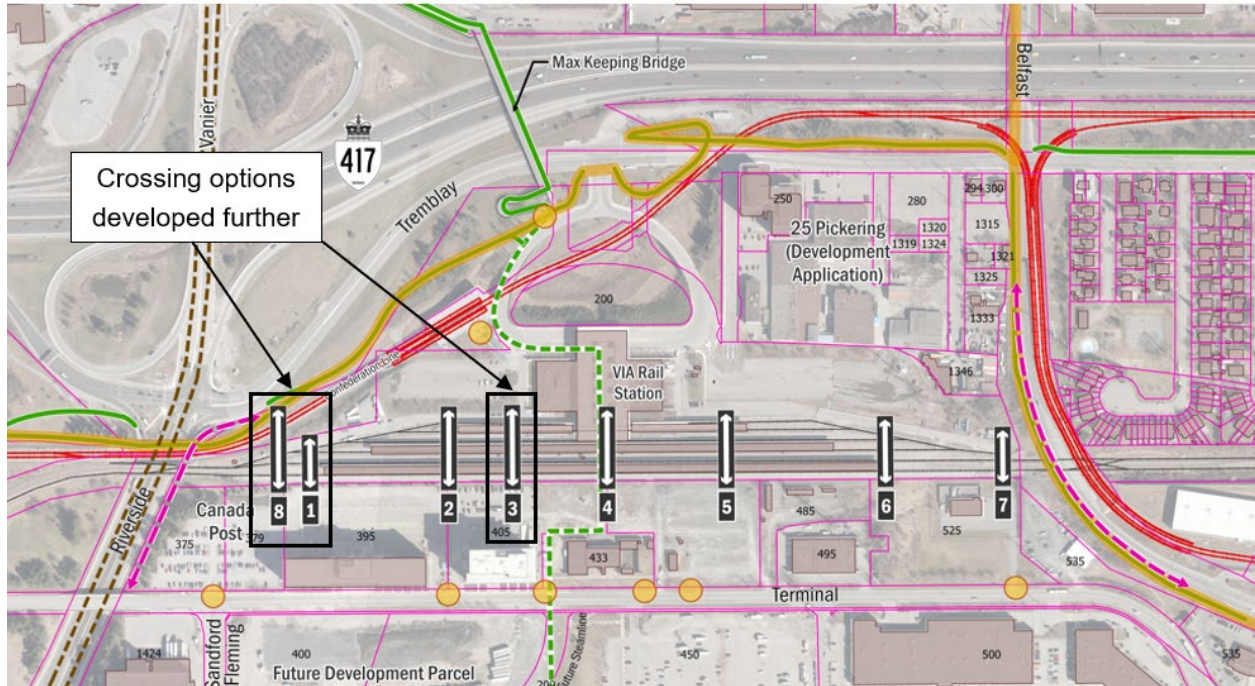 Max Keeping Bridge
Belfast
Vanier
417
Crossing options
developed further
Tremblay
250
280
294
300
1315
1320
1319
1324
1321
1325
1333
25 Pickering
(Development
Application)
200
Confederation Line
VIA Rail
Station
1346
8
1
2
3
4
5
6
7
Riverside
Canada
Post
375
379
395
405
433
485
495
525
535
Terminal
Sandford
Fleming
1424
400
Future Development Parcel
Future Steamline
450
500
535